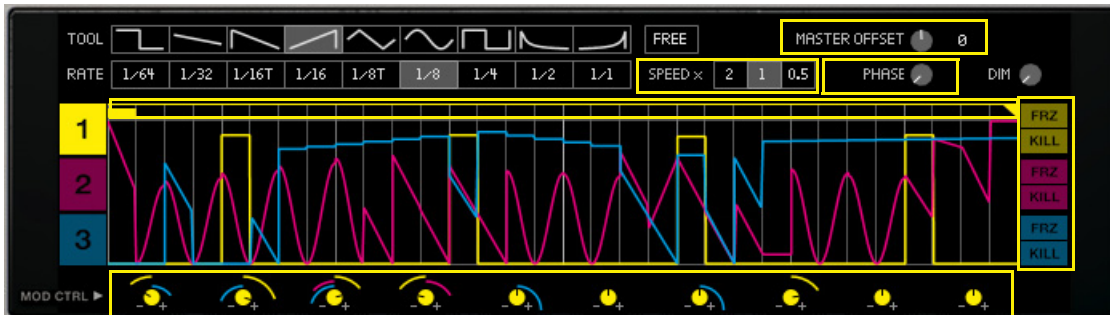 TOOL FREE MASTER OFFSET 0
RATE 1/64 1/32 1/16T 1/16 1/8T 1/8 1/4 1/2 1/1 SPEED × 2 1 0.5 PHASE DIM
1 FRZ
KILL
2 FRZ
KILL
3 FRZ
KILL
MOD CTRL ▶ - + - + - + - + - + - + - + - + - + - +